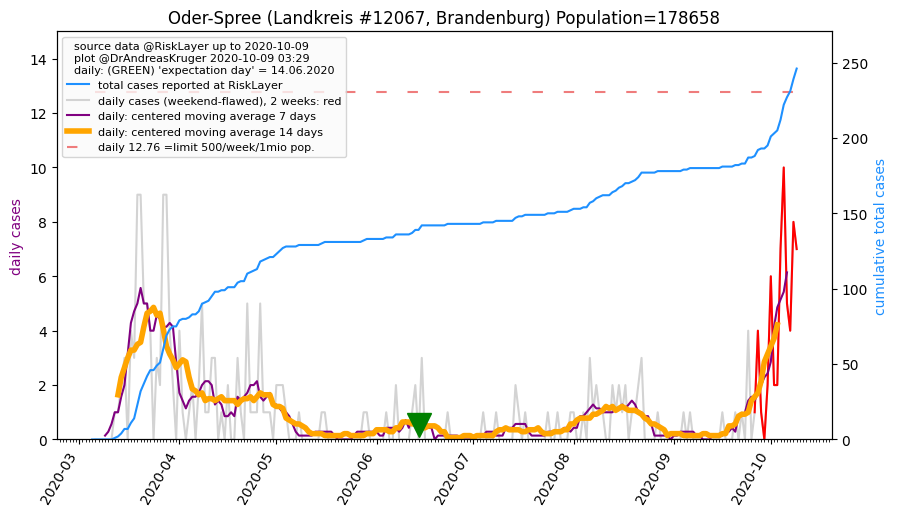 Oder-Spree (Landkreis #12067, Brandenburg) Population=178658
source data @RiskLayer up to 2020-10-09
plot @DrAndreasKruger 2020-10-09 03:29
daily: (GREEN) 'expectation day' = 14.06.2020
total cases reported at RiskLayer
daily cases (weekend-flawed), 2 weeks: red
daily: centered moving average 7 days
daily: centered moving average 14 days
daily 12.76 =limit 500/week/1mio pop.
daily cases
14
12
10
8
6
4
2
0
250
200
150
100
50
0
cumulative total cases
2020-03
2020-04
2020-05
2020-06
2020-07
2020-08
2020-09
2020-10